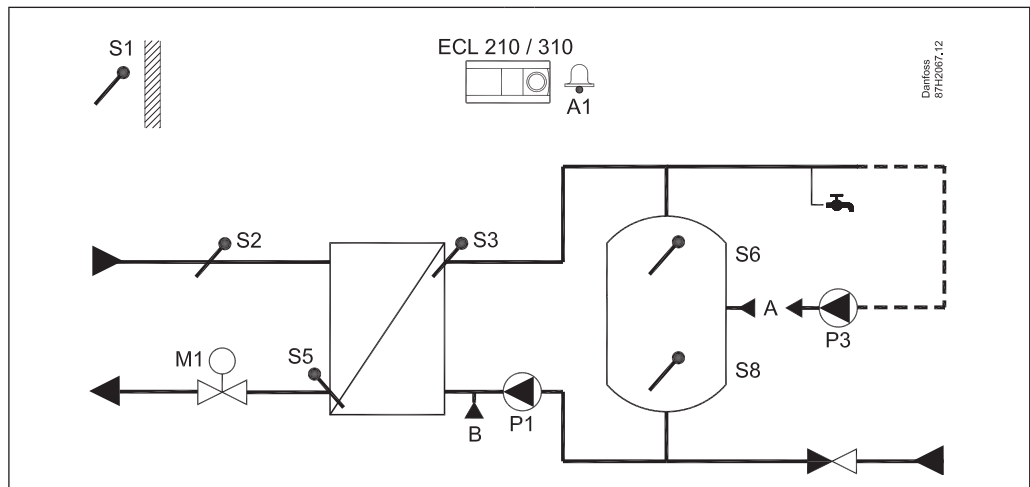 S1
ECL 210 / 310
A1
Danfoss
87H2067.12
S2
S3
S6
A
P3
M1
S5
S8
B
P1